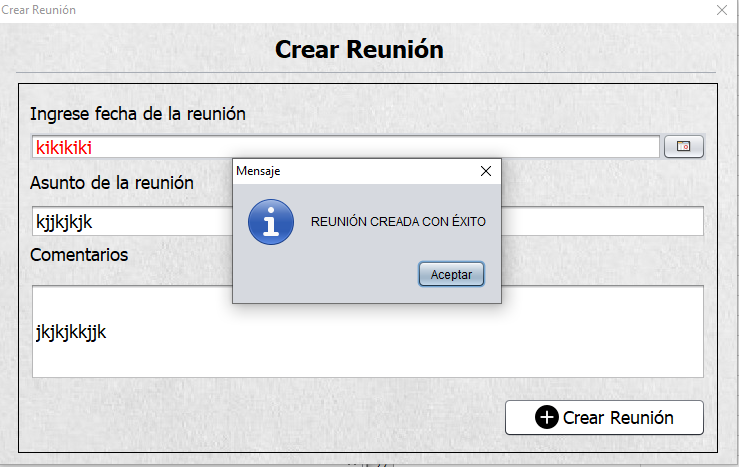 Crear Reunión
Crear Reunión
Ingrese fecha de la reunión
kikikiki
Asunto de la reunión
kjjkjkjk
Comentarios
jkjkjkkjjk
Mensaje
REUNIÓN CREADA CON ÉXITO
Aceptar
Crear Reunión